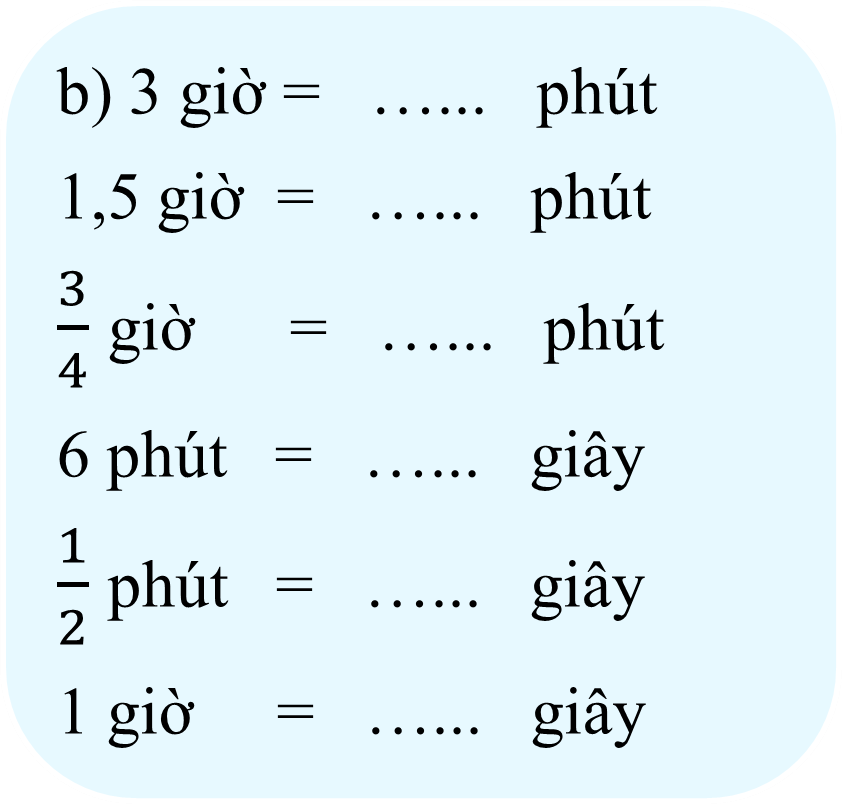 b) 3 giờ = …... phút
1,5 giờ = …... phút
3/4 giờ = …... phút
6 phút = …... giây
1/2 phút = …... giây
1 giờ = …... giây